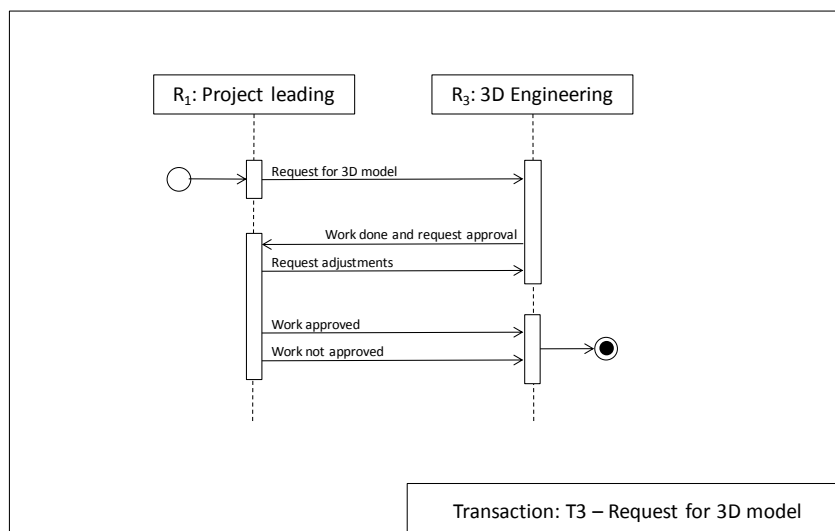 R₁: Project leading
R₃: 3D Engineering
Request for 3D model
Work done and request approval
Request adjustments
Work approved
Work not approved
Transaction: T3 – Request for 3D model